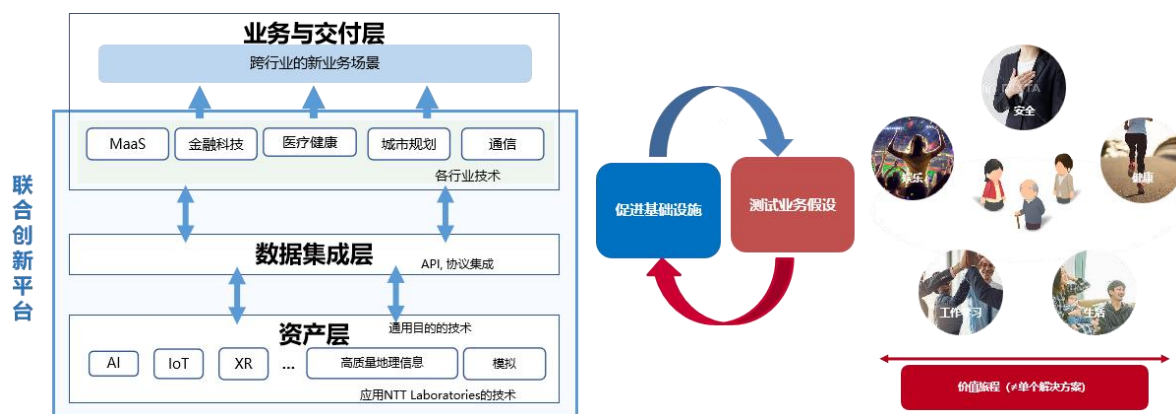 业务与交付层
跨行业的新业务场景
MaaS
金融科技
医疗健康
城市规划
通信
各行业技术
联合创新平台
数据集成层
API, 协议集成
资产层
通用目的的技术
AI
IoT
XR
...
高质量地理信息
模拟
应用NTT Laboratories的技术
促进基础设施
测试业务假设
安全
娱乐
健康
工作学习
生活
价值旅程（≠单个解决方案)